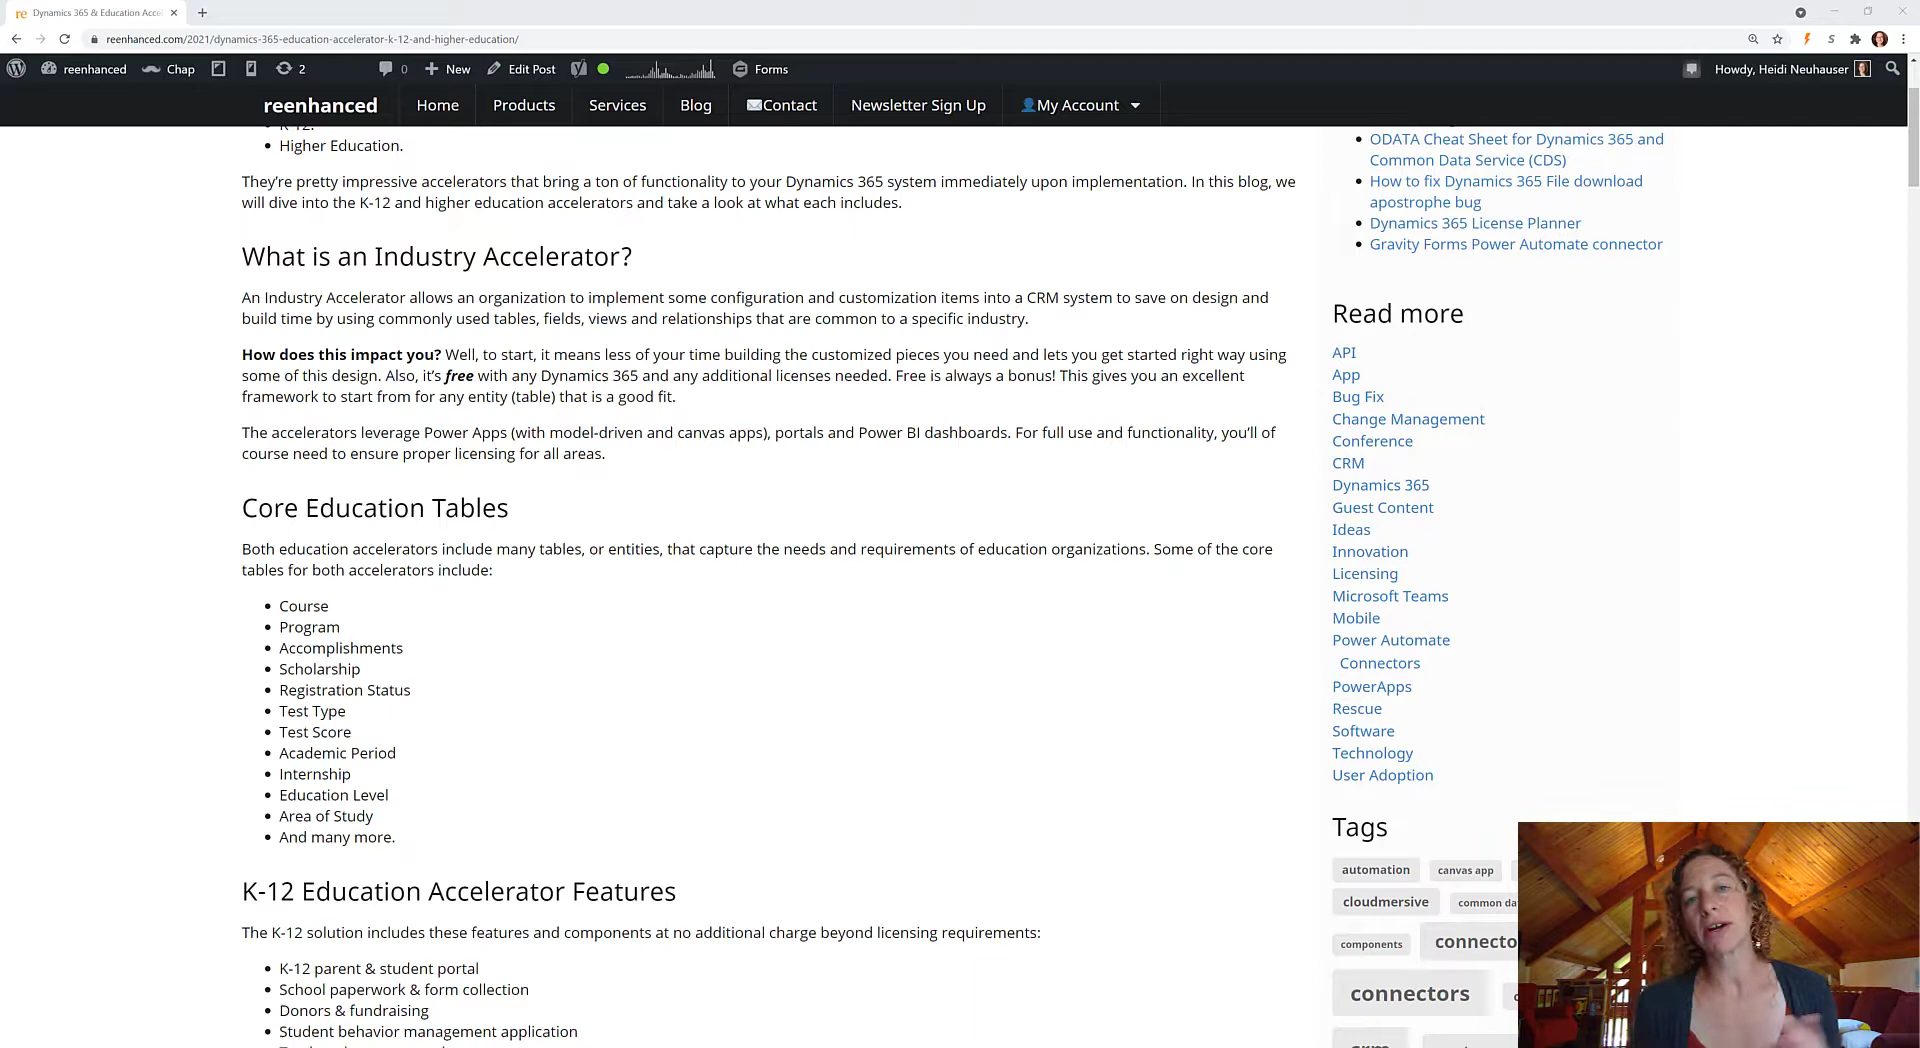 re Dynamics 365 & Education Acce
reenhanced.com/2021/dynamics-365-education-accelerator-k-12-and-higher-education/
reenhanced
Chap
2
0
New
Edit Post
Forms
Howdy, Heidi Neuhauser
reenhanced
Home
Products
Services
Blog
Contact
Newsletter Sign Up
My Account
K-12.
Higher Education.
They're pretty impressive accelerators that bring a ton of functionality to your Dynamics 365 system immediately upon implementation. In this blog, we
will dive into the K-12 and higher education accelerators and take a look at what each includes.
What is an Industry Accelerator?
An Industry Accelerator allows an organization to implement some configuration and customization items into a CRM system to save on design and
build time by using commonly used tables, fields, views and relationships that are common to a specific industry.
How does this impact you? Well, to start, it means less of your time building the customized pieces you need and lets you get started right way using
some of this design. Also, it's free with any Dynamics 365 and any additional licenses needed. Free is always a bonus! This gives you an excellent
framework to start from for any entity (table) that is a good fit.
The accelerators leverage Power Apps (with model-driven and canvas apps), portals and Power BI dashboards. For full use and functionality, you'll of
course need to ensure proper licensing for all areas.
Core Education Tables
Both education accelerators include many tables, or entities, that capture the needs and requirements of education organizations. Some of the core
tables for both accelerators include:
Course
Program
Accomplishments
Scholarship
Registration Status
Test Type
Test Score
Academic Period
Internship
Education Level
Area of Study
And many more.
K-12 Education Accelerator Features
The K-12 solution includes these features and components at no additional charge beyond licensing requirements:
K-12 parent & student portal
School paperwork & form collection
Donors & fundraising
Student behavior management application
ODATA Cheat Sheet for Dynamics 365 and
Common Data Service (CDS)
How to fix Dynamics 365 File download
apostrophe bug
Dynamics 365 License Planner
Gravity Forms Power Automate connector
Read more
API
App
Bug Fix
Change Management
Conference
CRM
Dynamics 365
Guest Content
Ideas
Innovation
Licensing
Microsoft Teams
Mobile
Power Automate
Connectors
PowerApps
Rescue
Software
Technology
User Adoption
Tags
automation
canvas app
cloudmersive
common da
components
connecto
connectors